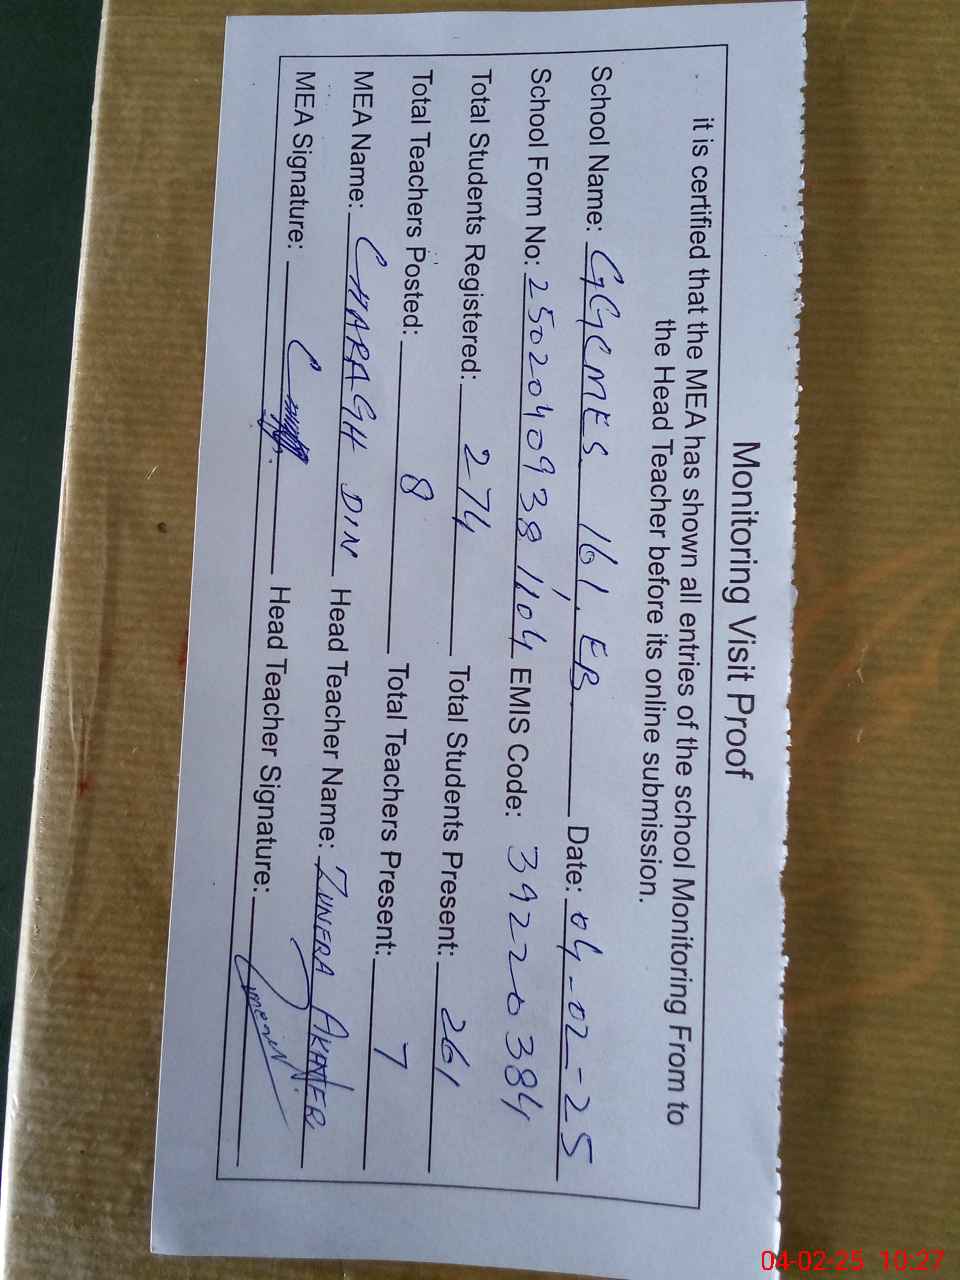 Monitoring Visit Proof
it is certified that the MEA has shown all entries of the school Monitoring From to
the Head Teacher before its online submission.
School Name: GGCMES 161, EB Date: 04-02-25
School Form No: 25020409381104 EMIS Code: 39220384
Total Students Registered: 274 Total Students Present: 261
Total Teachers Posted: 8 Total Teachers Present: 7
MEA Name: CHARAGH DIN Head Teacher Name: ZUNERA AKHTER
MEA Signature: Head Teacher Signature:
04-02-25 10:27